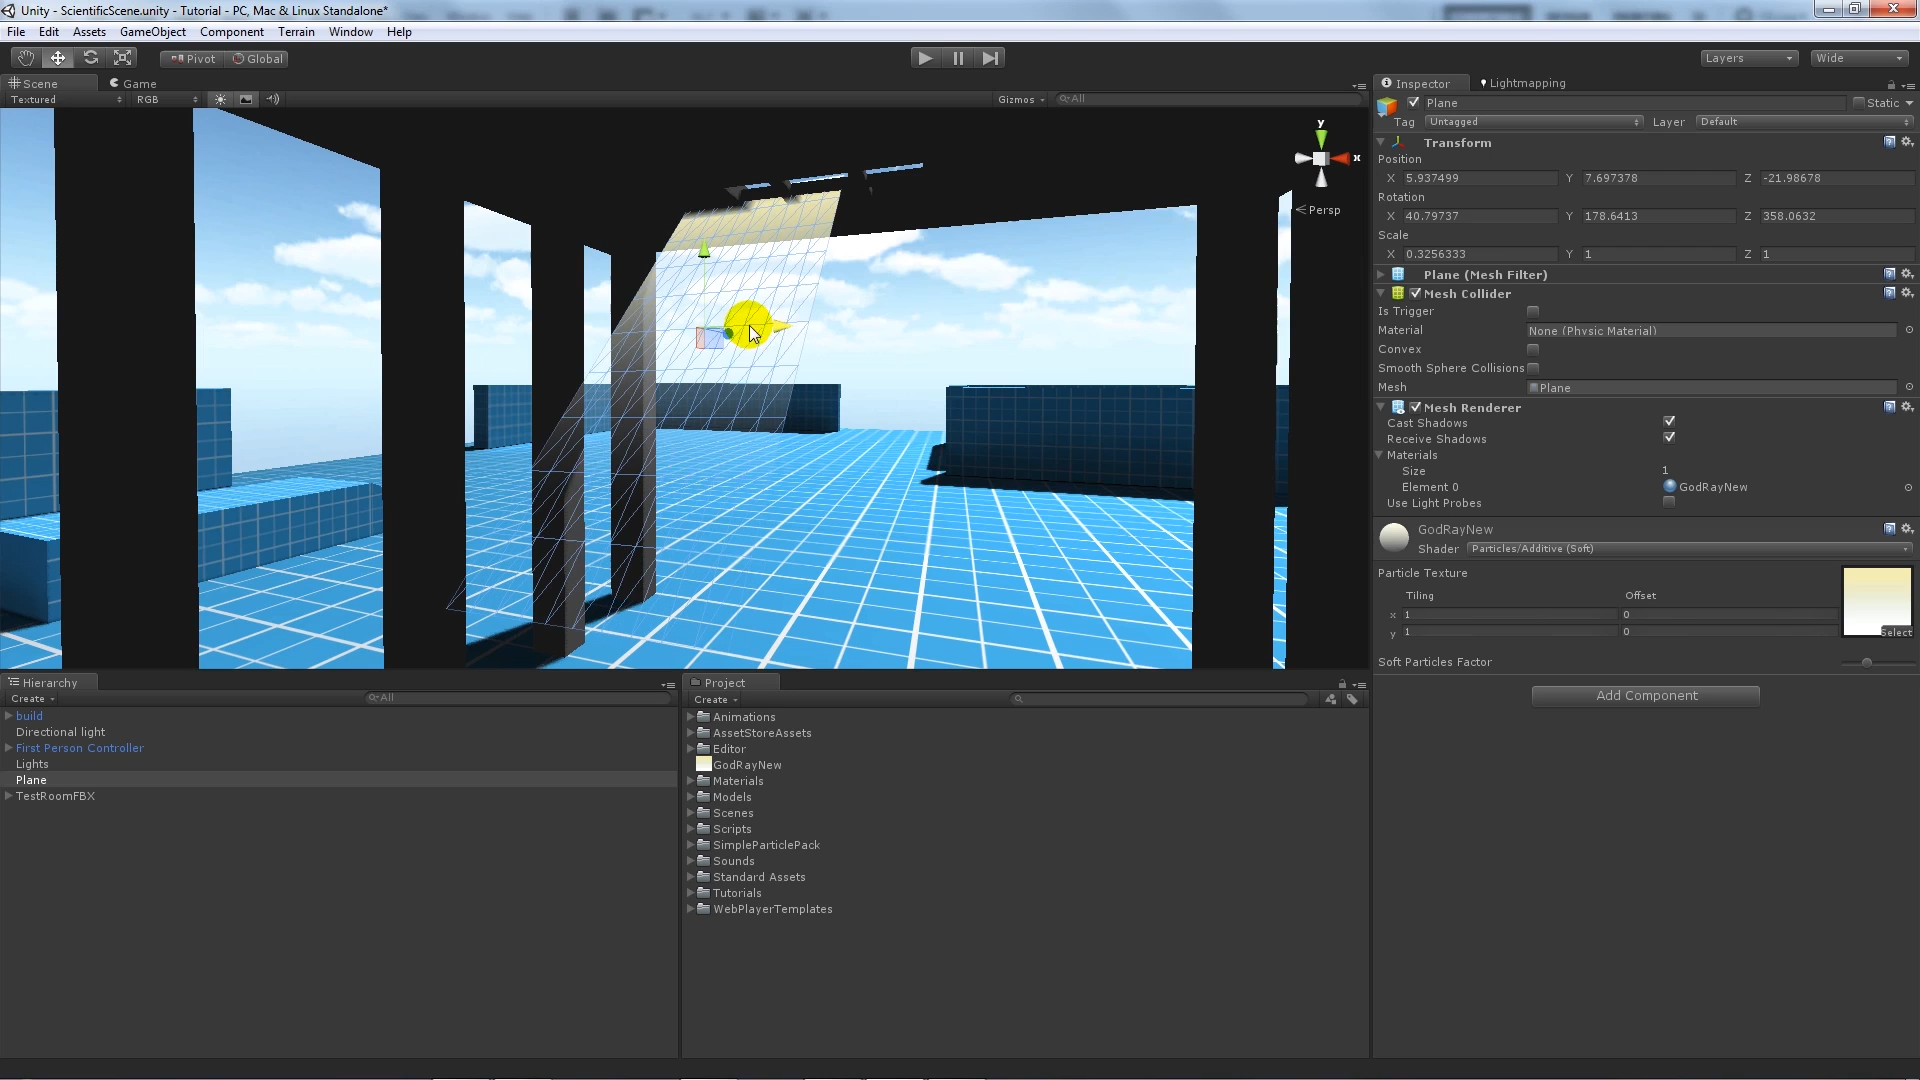 Unity - ScientificScene.unity - Tutorial - PC, Mac & Linux Standalone*
File Edit Assets GameObject Component Terrain Window Help
Pivot Global Layers Wide
Scene Game
Textured RGB Gizmos All
y
x
Persp
Inspector Lightmapping
Plane Static
Tag Untagged Layer Default
Transform
Position
X 5.937499 Y 7.697378 Z -21.98678
Rotation
X 40.79737 Y 178.6413 Z 358.0632
Scale
X 0.3256333 Y 1 Z 1
Plane (Mesh Filter)
Mesh Collider
Is Trigger
Material None (Physic Material)
Convex
Smooth Sphere Collisions
Mesh Plane
Mesh Renderer
Cast Shadows
Receive Shadows
Materials
Size 1
Element 0 GodRayNew
Use Light Probes
GodRayNew
Shader Particles/Additive (Soft)
Particle Texture
Tiling Offset
x 1 0
y 1 0
Select
Soft Particles Factor
Add Component
Hierarchy
Create All
build
Directional light
First Person Controller
Lights
Plane
TestRoomFBX
Project
Create
Animations
AssetStoreAssets
Editor
GodRayNew
Materials
Models
Scenes
Scripts
SimpleParticlePack
Sounds
Standard Assets
Tutorials
WebPlayerTemplates